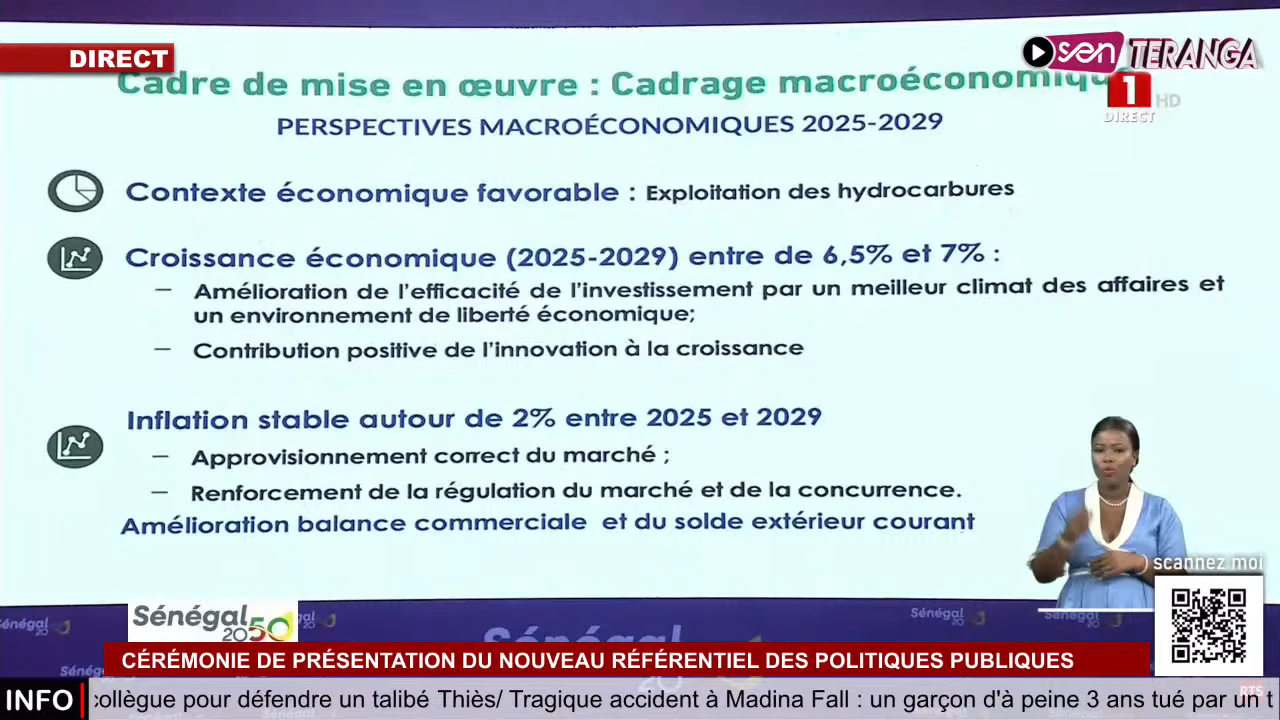 DIRECT
sen TERANGA
Cadre de mise en œuvre : Cadrage macroéconomique
1 HD
DIRECT
PERSPECTIVES MACROÉCONOMIQUES 2025-2029
Contexte économique favorable : Exploitation des hydrocarbures
Croissance économique (2025-2029) entre de 6,5% et 7% :
— Amélioration de l'efficacité de l'investissement par un meilleur climat des affaires et
un environnement de liberté économique;
— Contribution positive de l'innovation à la croissance
Inflation stable autour de 2% entre 2025 et 2029
— Approvisionnement correct du marché ;
— Renforcement de la régulation du marché et de la concurrence.
Amélioration balance commerciale et du solde extérieur courant
scannez moi
Sénégal
2050
Sénégal
Sénégal
Sénégal
CÉRÉMONIE DE PRÉSENTATION DU NOUVEAU RÉFÉRENTIEL DES POLITIQUES PUBLIQUES
RTS
INFO collègue pour défendre un talibé Thiès/ Tragique accident à Madina Fall : un garçon d'à peine 3 ans tué par un t